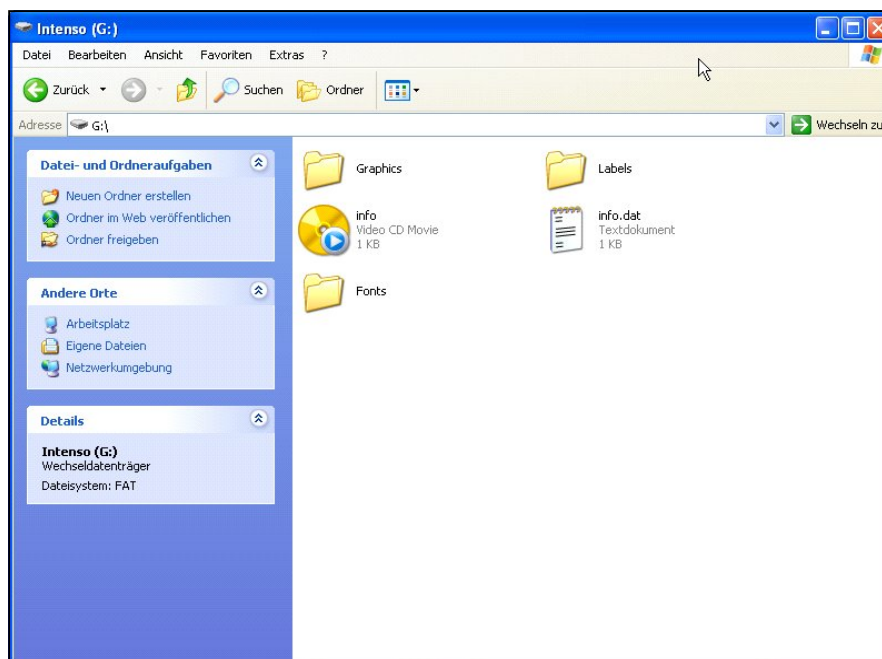 Intenso (G:)
Datei Bearbeiten Ansicht Favoriten Extras ?
Zurück Suchen Ordner
Adresse G:\ Wechseln zu
Datei- und Ordneraufgaben
Neuen Ordner erstellen
Ordner im Web veröffentlichen
Ordner freigeben
Andere Orte
Arbeitsplatz
Eigene Dateien
Netzwerkumgebung
Details
Intenso (G:)
Wechseldatenträger
Dateisystem: FAT
Graphics
Labels
info
Video CD Movie
1 KB
info.dat
Textdokument
1 KB
Fonts